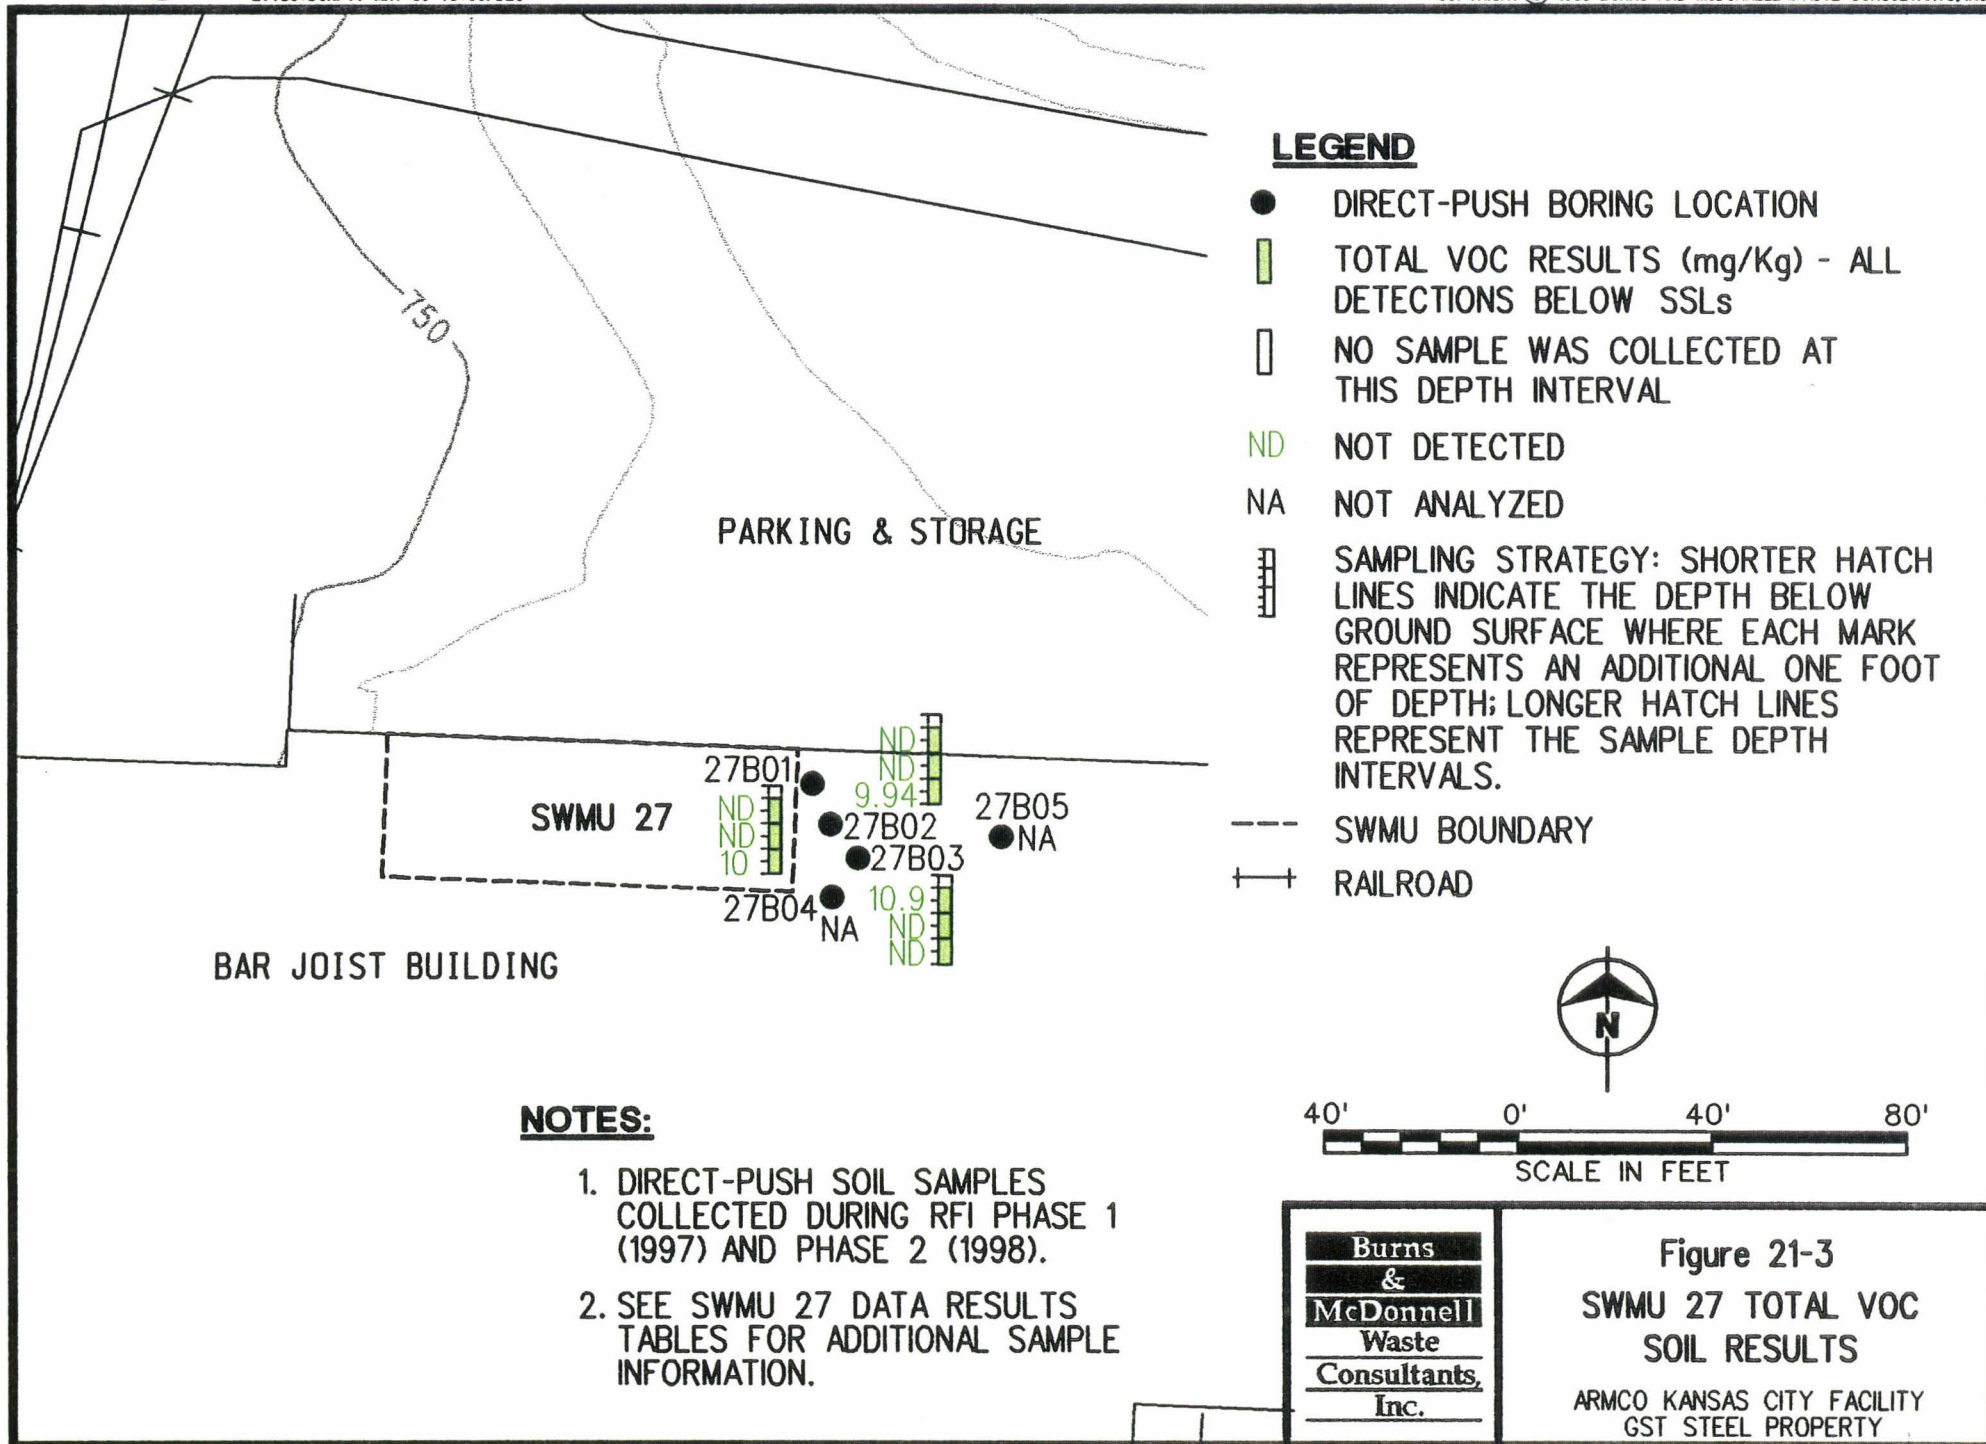 750
PARKING & STORAGE
27B01
SWMU 27
ND
ND
10
ND
ND
9.94
27B02
27B03
27B05
NA
27B04
NA
10.9
ND
ND
BAR JOIST BUILDING
LEGEND
DIRECT-PUSH BORING LOCATION
TOTAL VOC RESULTS (mg/Kg) - ALL
DETECTIONS BELOW SSLs
NO SAMPLE WAS COLLECTED AT
THIS DEPTH INTERVAL
ND NOT DETECTED
NA NOT ANALYZED
SAMPLING STRATEGY: SHORTER HATCH
LINES INDICATE THE DEPTH BELOW
GROUND SURFACE WHERE EACH MARK
REPRESENTS AN ADDITIONAL ONE FOOT
OF DEPTH; LONGER HATCH LINES
REPRESENT THE SAMPLE DEPTH
INTERVALS.
SWMU BOUNDARY
RAILROAD
N
40' 0' 40' 80'
SCALE IN FEET
NOTES:
1. DIRECT-PUSH SOIL SAMPLES
COLLECTED DURING RFI PHASE 1
(1997) AND PHASE 2 (1998).
2. SEE SWMU 27 DATA RESULTS
TABLES FOR ADDITIONAL SAMPLE
INFORMATION.
Burns
&
McDonnell
Waste
Consultants,
Inc.
Figure 21-3
SWMU 27 TOTAL VOC
SOIL RESULTS
ARMCO KANSAS CITY FACILITY
GST STEEL PROPERTY